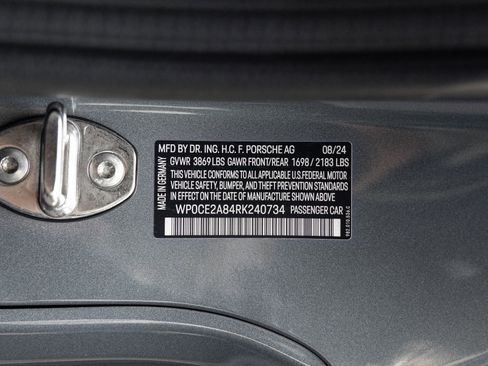 MADE IN GERMANY
MFD BY DR. ING. H.C. F. PORSCHE AG 08/24
GVWR 3869 LBS GAWR FRONT/REAR 1698 / 2183 LBS
THIS VEHICLE CONFORMS TO ALL APPLICABLE U.S. FEDERAL MOTOR
VEHICLE SAFETY, BUMPER, AND THEFT PREVENTION STANDARDS
IN EFFECT ON THE DATE OF MANUFACTURE SHOWN ABOVE
WP0CE2A84RK240734 PASSENGER CAR